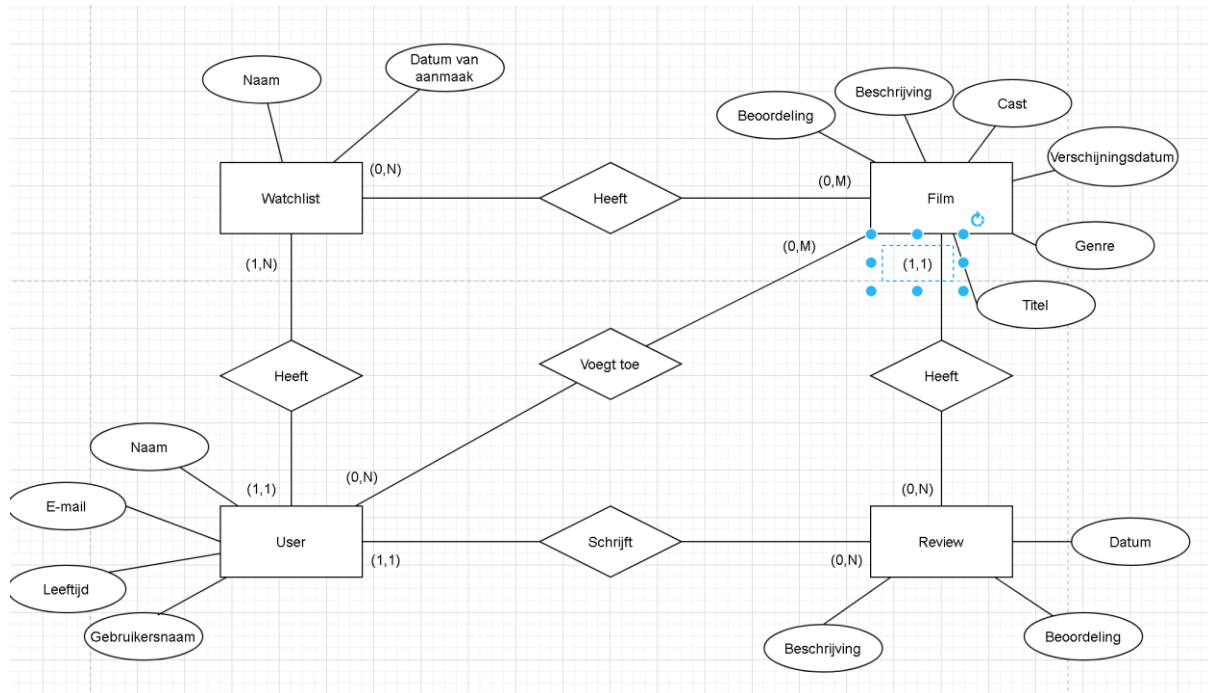 Naam
Datum van
aanmaak
Beoordeling
Beschrijving
Cast
Verschijningsdatum
(0,N)
Watchlist
Heeft
(0,M)
Film
Genre
(0,M)
(1,N)
(1,1)
Titel
Voegt toe
Heeft
Heeft
Naam
(0,N)
(1,1)
(0,N)
E-mail
User
Schrijft
Review
Datum
(1,1)
(0,N)
Leeftijd
Gebruikersnaam
Beschrijving
Beoordeling